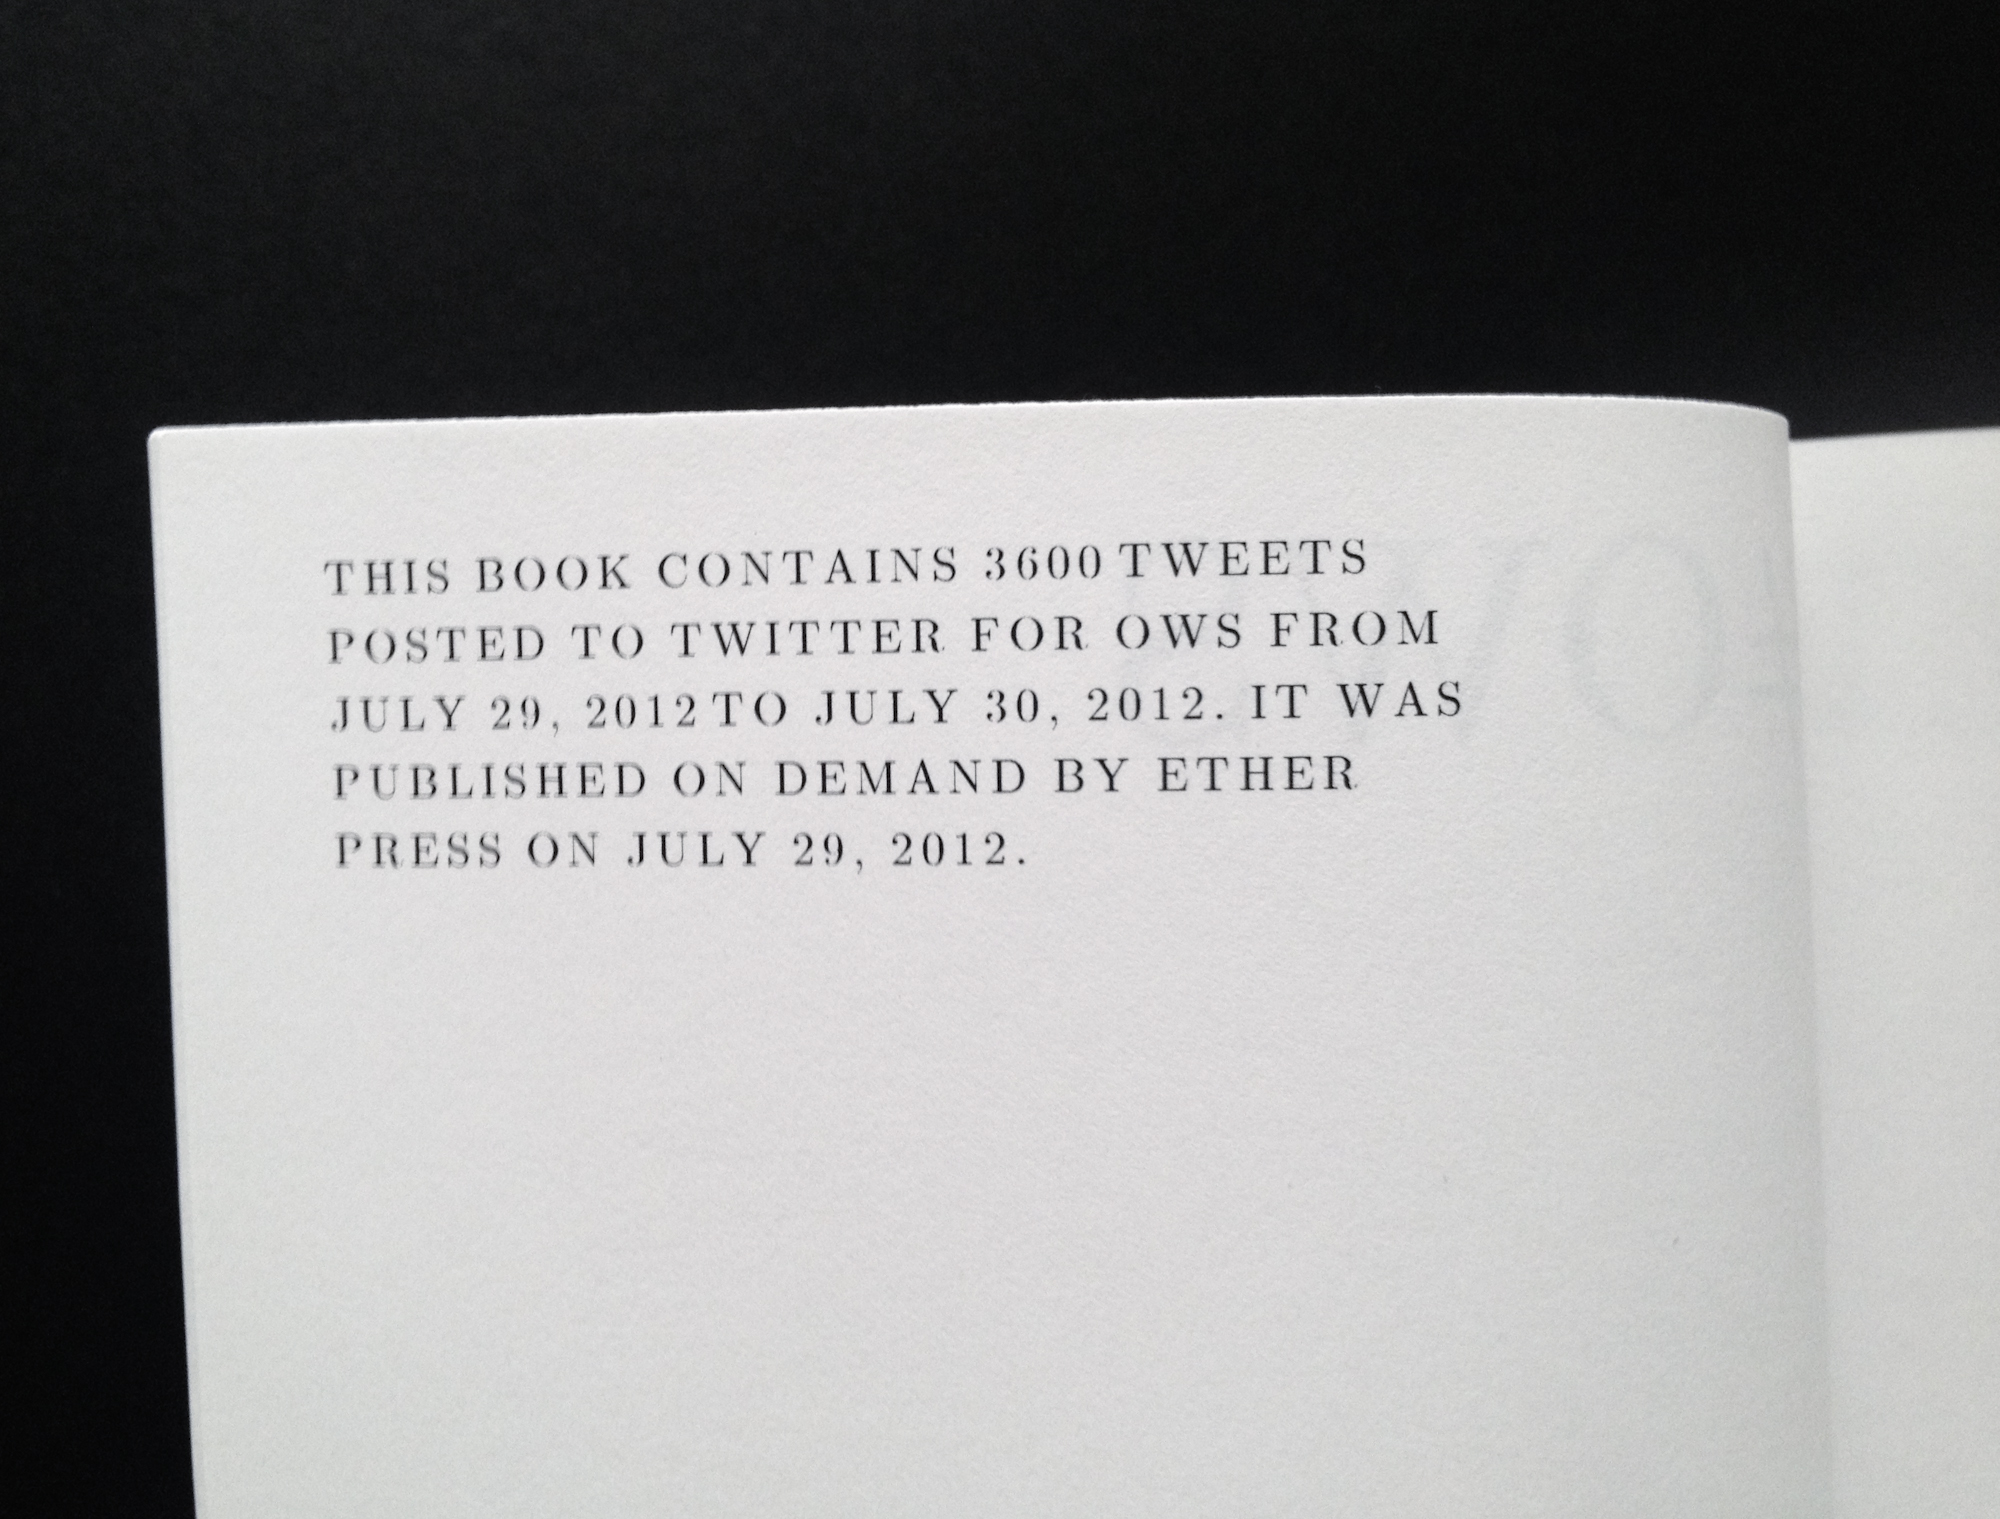 THIS BOOK CONTAINS 3600 TWEETS
POSTED TO TWITTER FOR OWS FROM
JULY 29, 2012 TO JULY 30, 2012. IT WAS
PUBLISHED ON DEMAND BY ETHER
PRESS ON JULY 29, 2012.